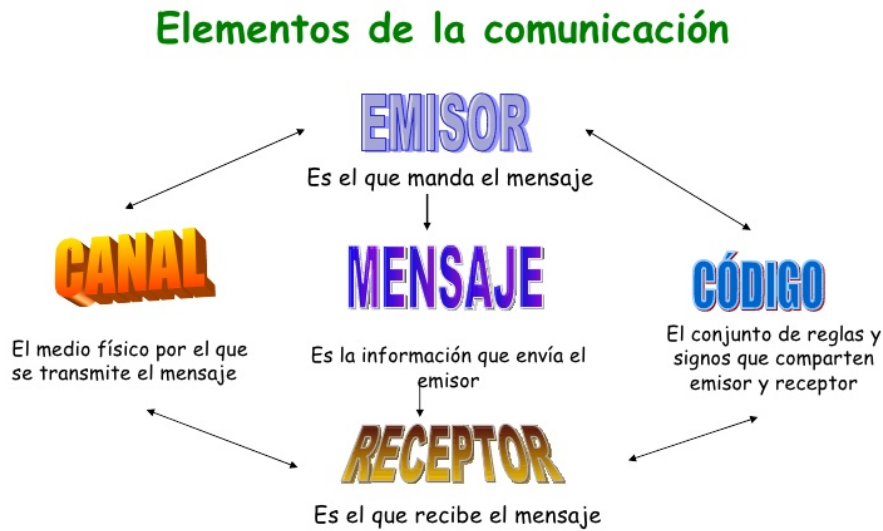 Elementos de la comunicación
EMISOR
Es el que manda el mensaje
CANAL
El medio físico por el que
se transmite el mensaje
MENSAJE
Es la información que envía el
emisor
CÓDIGO
El conjunto de reglas y
signos que comparten
emisor y receptor
RECEPTOR
Es el que recibe el mensaje